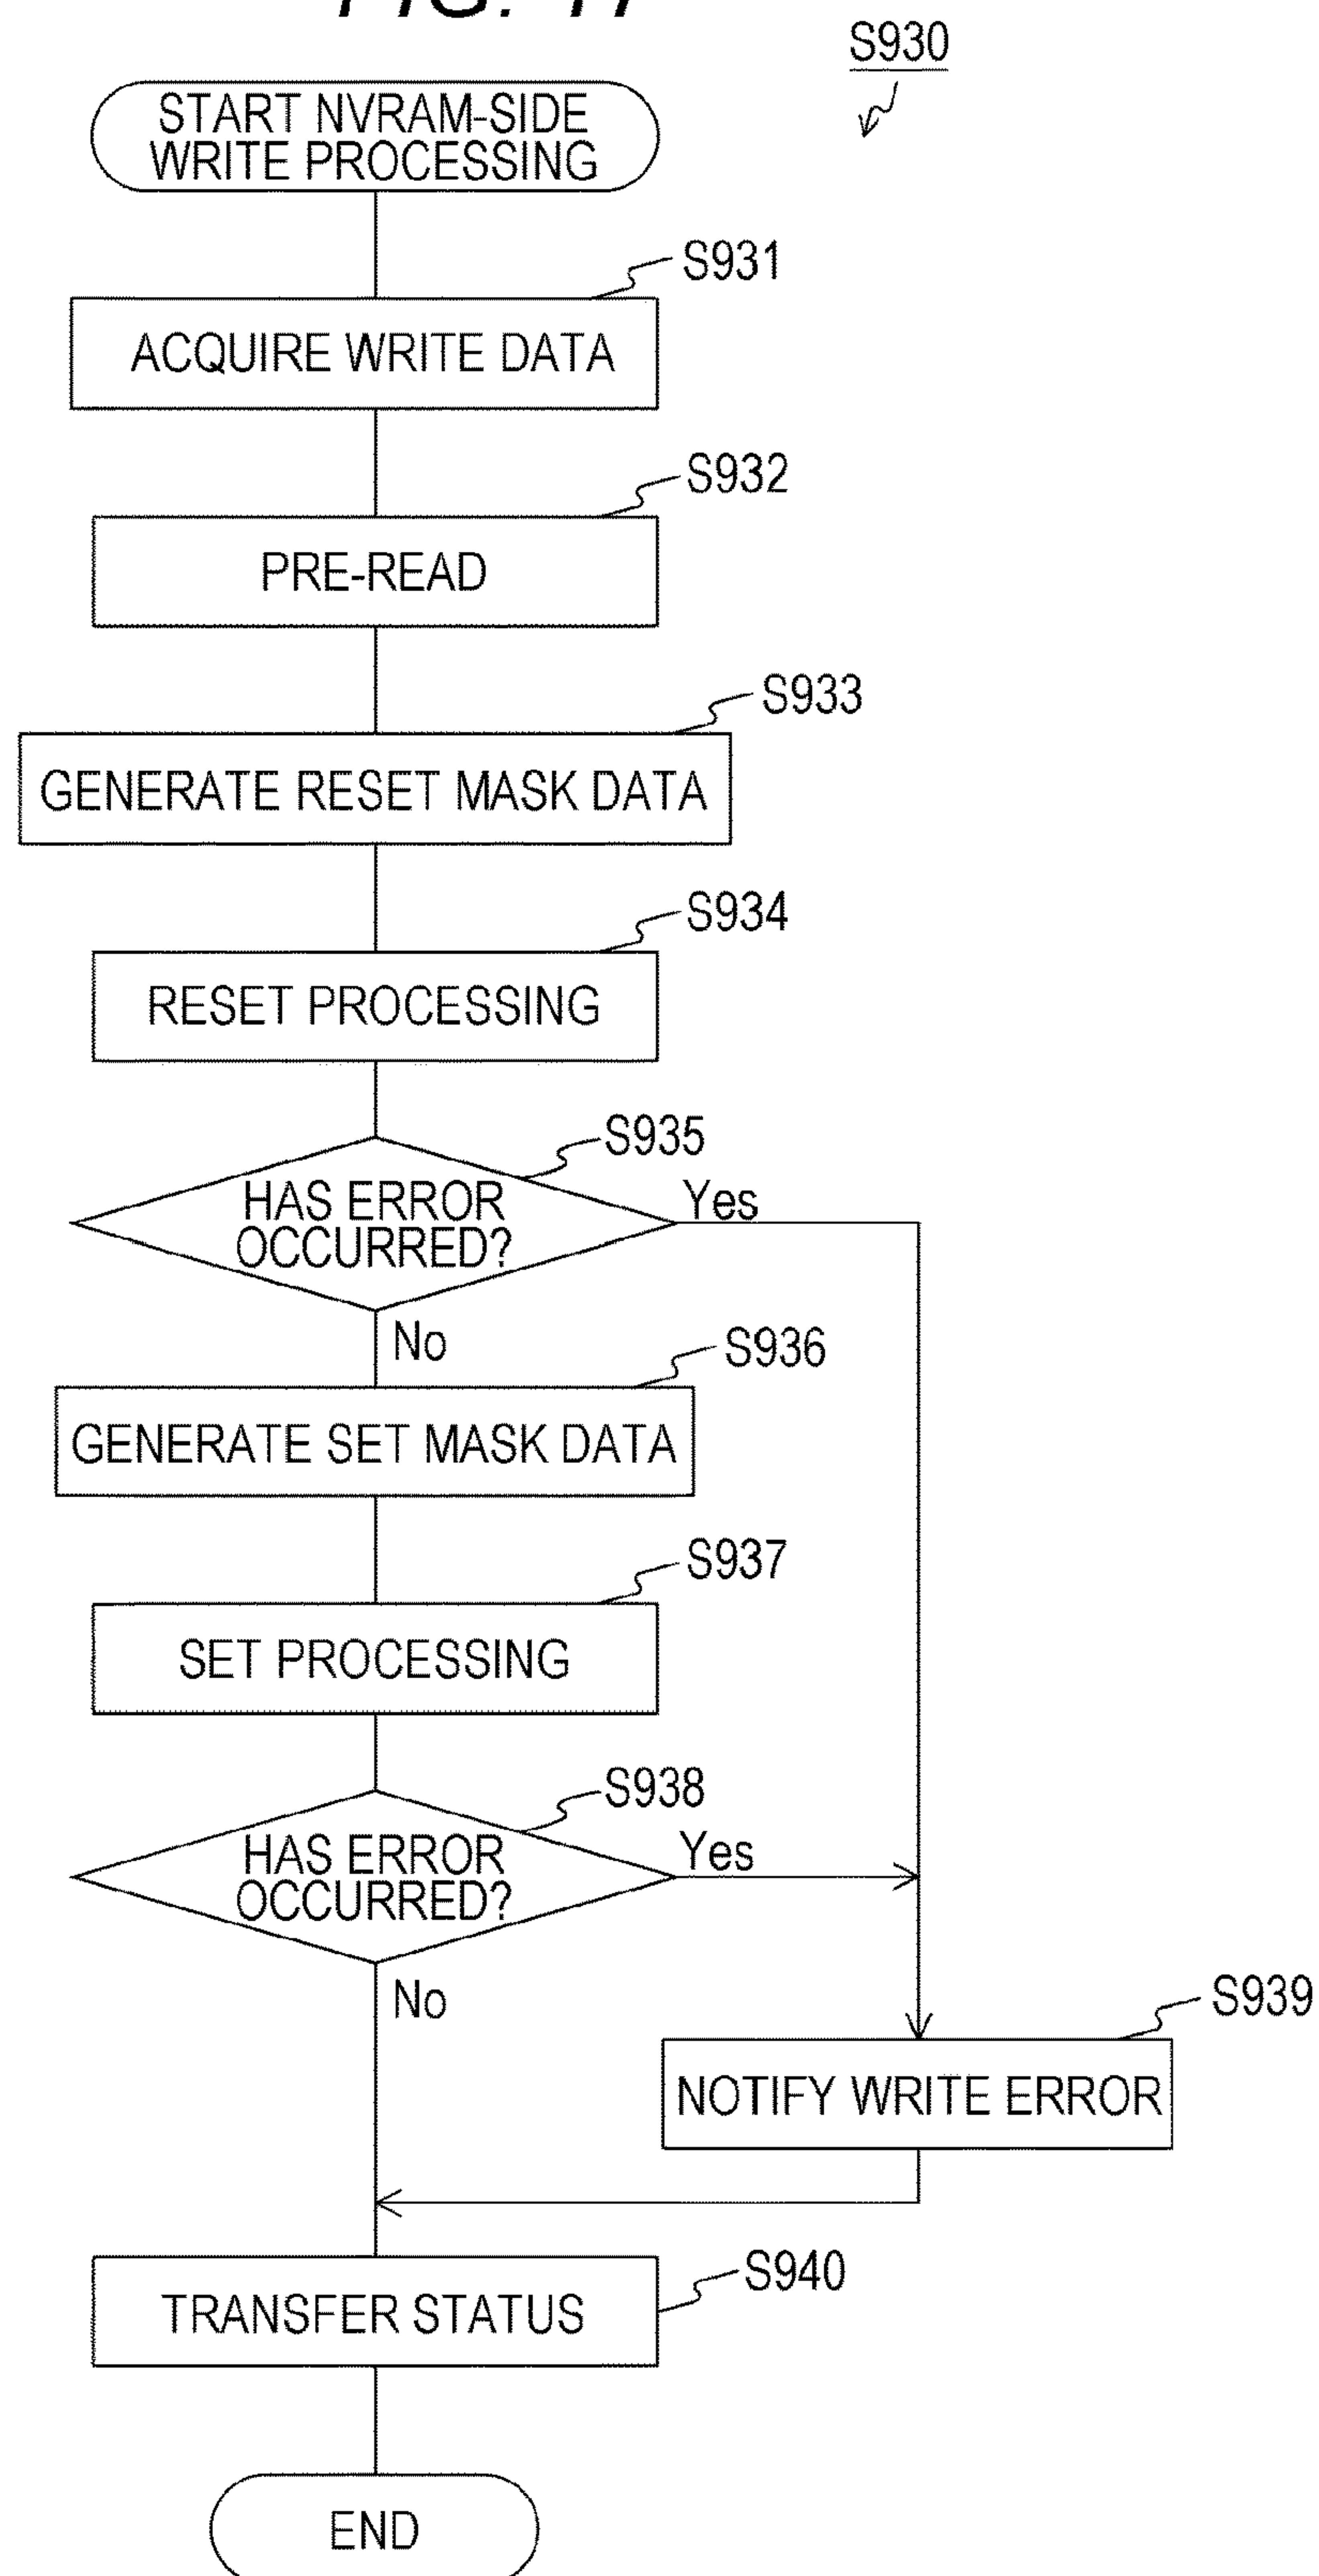 S930
START NVRAM-SIDE
WRITE PROCESSING
S931
ACQUIRE WRITE DATA
S932
PRE-READ
S933
GENERATE RESET MASK DATA
S934
RESET PROCESSING
S935
HAS ERROR
OCCURRED?
Yes
No
S936
GENERATE SET MASK DATA
S937
SET PROCESSING
S938
HAS ERROR
OCCURRED?
Yes
No
S939
NOTIFY WRITE ERROR
S940
TRANSFER STATUS
END